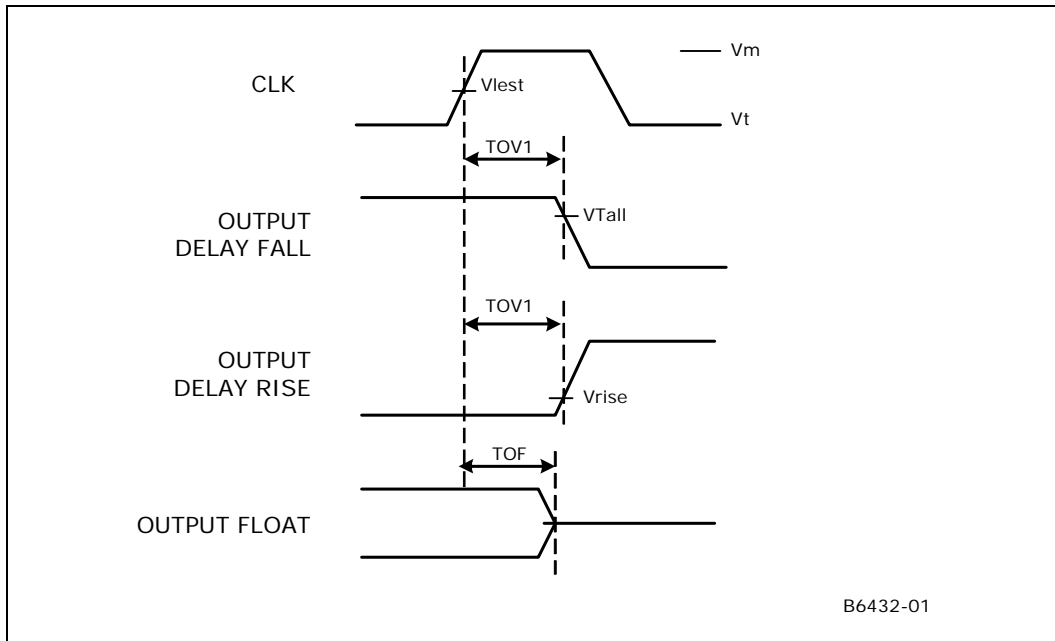 Vm
CLK
Vlest
Vt
TOV1
OUTPUT
DELAY FALL
VTall
TOV1
OUTPUT
DELAY RISE
Vrise
TOF
OUTPUT FLOAT
B6432-01